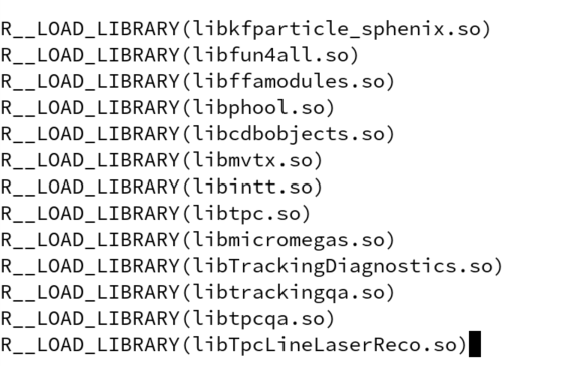 R__LOAD_LIBRARY(libkfparticle_sphenix.so)
R__LOAD_LIBRARY(libfun4all.so)
R__LOAD_LIBRARY(libffamodules.so)
R__LOAD_LIBRARY(libphool.so)
R__LOAD_LIBRARY(libcdbobjects.so)
R__LOAD_LIBRARY(libmvtx.so)
R__LOAD_LIBRARY(libintt.so)
R__LOAD_LIBRARY(libtpc.so)
R__LOAD_LIBRARY(libmicromegas.so)
R__LOAD_LIBRARY(libTrackingDiagnostics.so)
R__LOAD_LIBRARY(libtrackingqa.so)
R__LOAD_LIBRARY(libtpcqa.so)
R__LOAD_LIBRARY(libTpcLineLaserReco.so)